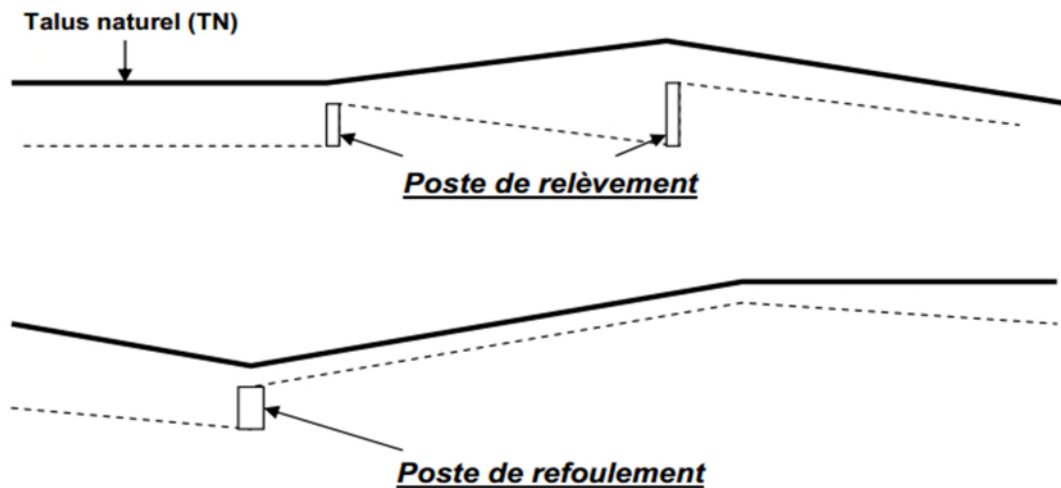 Talus naturel (TN)
Poste de relèvement
Poste de refoulement